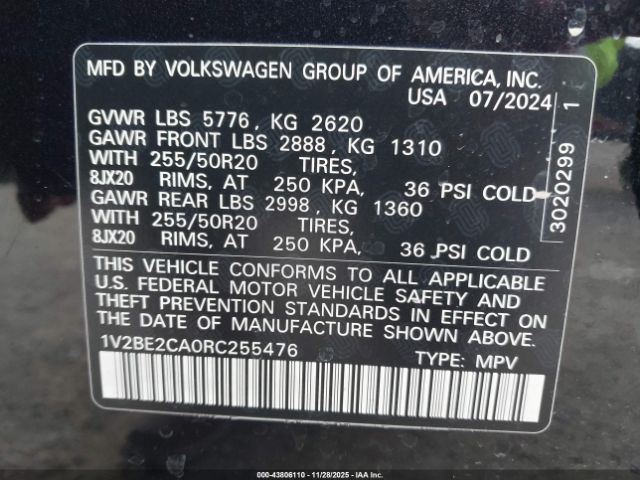 MFD BY VOLKSWAGEN GROUP OF AMERICA, INC.
USA 07/2024
GVWR LBS 5776, KG 2620
GAWR FRONT LBS 2888, KG 1310
WITH 255/50R20 TIRES,
8JX20 RIMS, AT 250 KPA, 36 PSI COLD
GAWR REAR LBS 2998, KG 1360
WITH 255/50R20 TIRES,
8JX20 RIMS, AT 250 KPA, 36 PSI COLD
3020299 1
THIS VEHICLE CONFORMS TO ALL APPLICABLE
U.S. FEDERAL MOTOR VEHICLE SAFETY AND
THEFT PREVENTION STANDARDS IN EFFECT ON
THE DATE OF MANUFACTURE SHOWN ABOVE.
1V2BE2CA0RC255476 TYPE: MPV
000-43806110 - 11/28/2025 - COPYRIGHT IAA, LLC